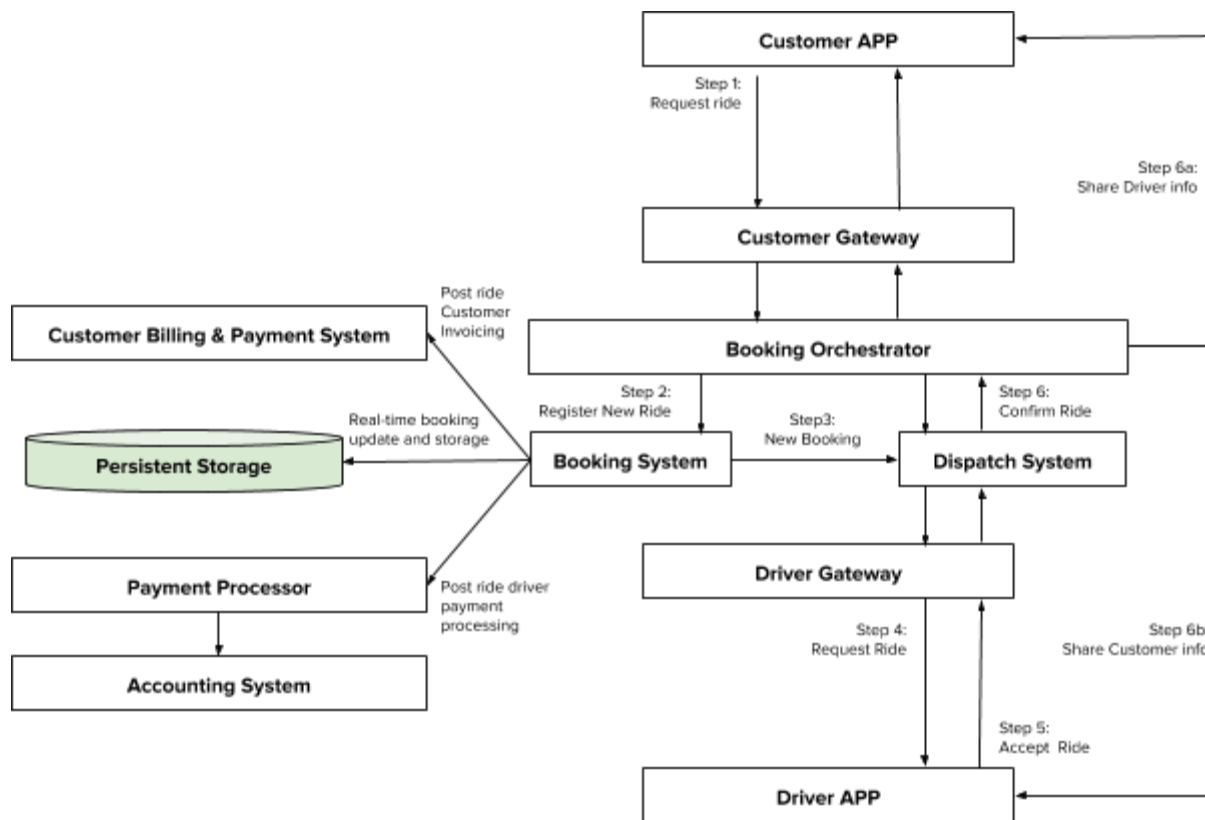 Customer APP
Step 1:
Request ride
Step 6a:
Share Driver info
Customer Gateway
Post ride
Customer
Invoicing
Customer Billing & Payment System
Booking Orchestrator
Step 2:
Register New Ride
Step 6:
Confirm Ride
Real-time booking
update and storage
Step3:
New Booking
Persistent Storage
Booking System
Dispatch System
Payment Processor
Post ride driver
payment
processing
Driver Gateway
Step 4:
Request Ride
Step 6b
Share Customer info
Accounting System
Step 5:
Accept Ride
Driver APP